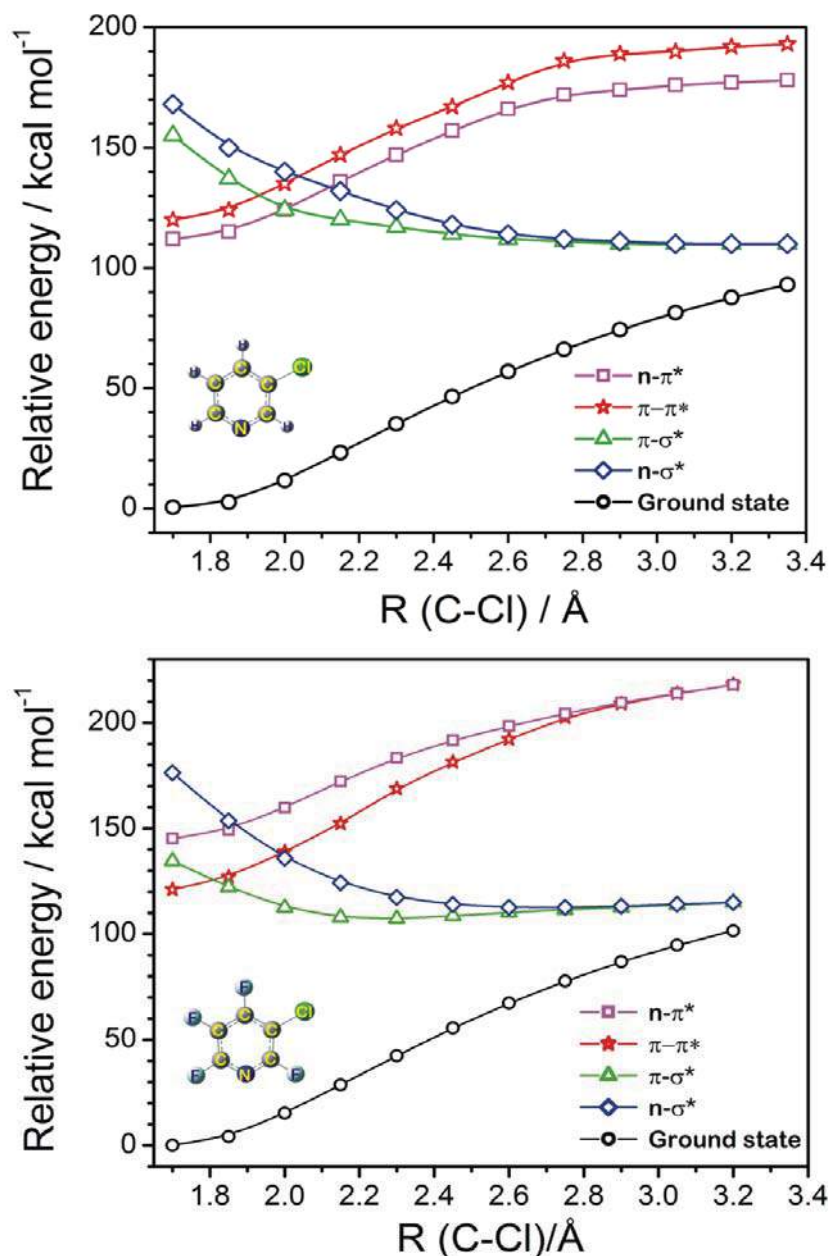 Relative energy / kcal mol⁻¹
200
150
100
50
0
H
H C Cl
C C
C C
H N H
n-π*
π–π*
π-σ*
n-σ*
Ground state
1.8 2.0 2.2 2.4 2.6 2.8 3.0 3.2 3.4
R (C-Cl) / Å
Relative energy / kcal mol⁻¹
200
150
100
50
0
F
F C Cl
C C
C C
F N F
n-π*
π–π*
π-σ*
n-σ*
Ground state
1.8 2.0 2.2 2.4 2.6 2.8 3.0 3.2 3.4
R (C-Cl)/Å